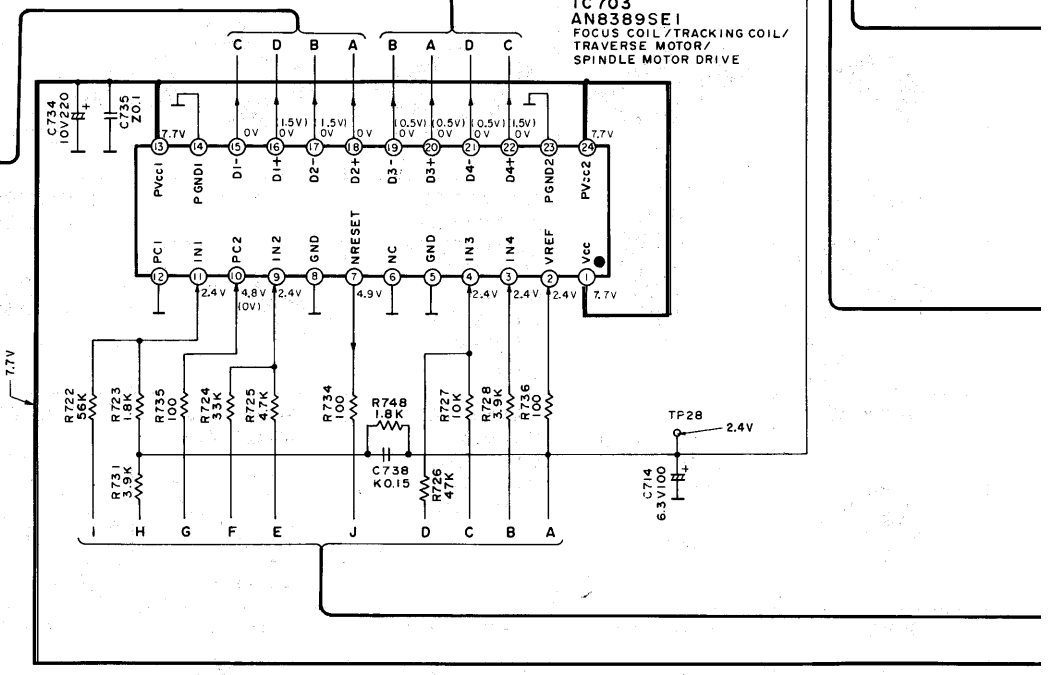 IC703
AN8389SE1
FOCUS COIL/TRACKING COIL/
TRAVERSE MOTOR/
SPINDLE MOTOR DRIVE
C D B A B A D C
C734
10V220
+
C735
Z0.1
7.7V 0V (1.5V) 0V (1.5V) 0V 0V (0.5V) 0V (0.5V) 0V (0.5V) 0V (1.5V) 0V 7.7V
13 14 15 16 17 18 19 20 21 22 23 24
PVcc1 PGND1 D1- D1+ D2- D2+ D3- D3+ D4- D4+ PGND2 PVcc2
PC1 IN1 PC2 IN2 GND NRESET NC GND IN3 IN4 VREF Vcc
12 11 10 9 8 7 6 5 4 3 2 1
2.4V 4.8V 2.4V 4.9V 2.4V 2.4V 2.4V 7.7V
(0V)
7.7V
R722
56K
R723
1.8K
R735
100
R724
33K
R725
4.7K
R734
100
R748
1.8K
R727
10K
R728
3.9K
R736
100
TP28
2.4V
R731
3.9K
C738
K0.15
R726
47K
C714
6.3V100
+
I H G F E J D C B A